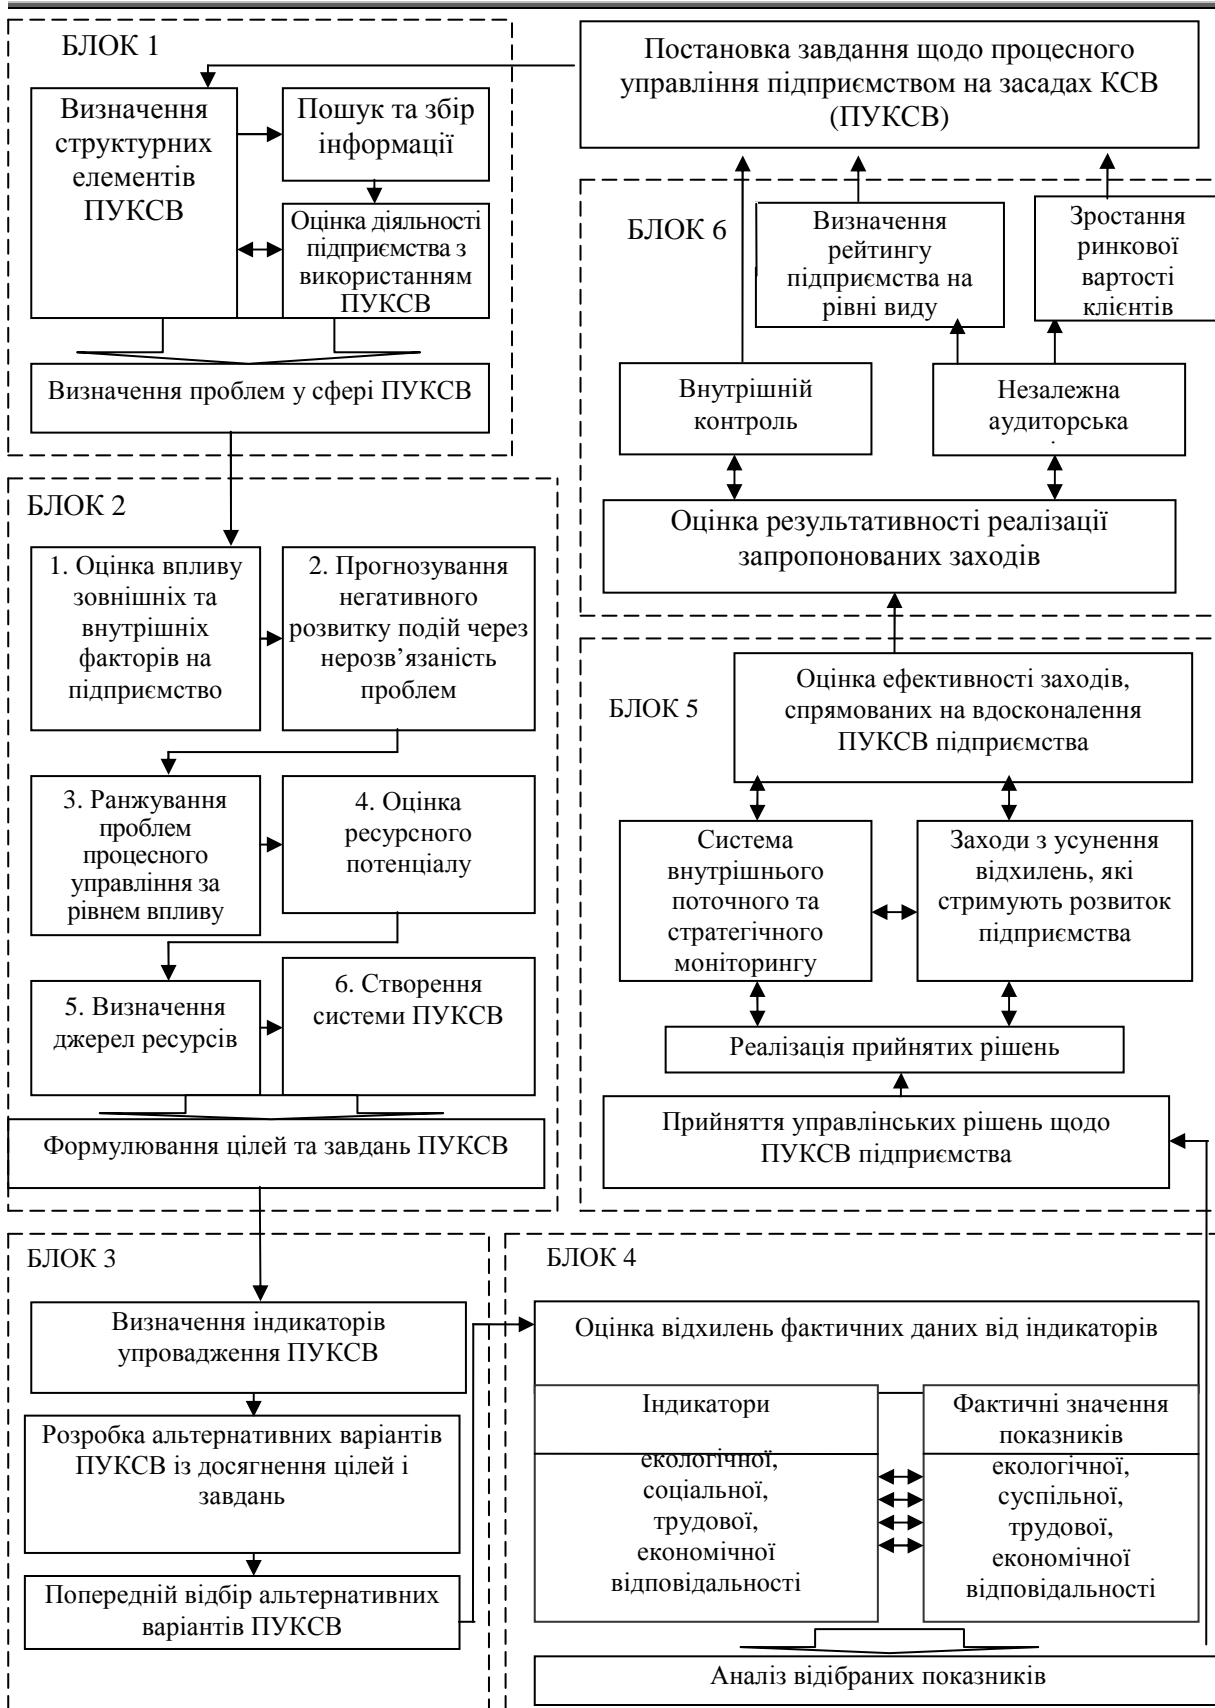 БЛОК 1
Визначення
структурних
елементів
ПУКСВ
Пошук та збір
інформації
Оцінка діяльності
підприємства з
використанням
ПУКСВ
Визначення проблем у сфері ПУКСВ
Постановка завдання щодо процесного
управління підприємством на засадах КСВ
(ПУКСВ)
БЛОК 6
Визначення
рейтингу
підприємства на
рівні виду
Зростання
ринкової
вартості
клієнтів
Внутрішній
контроль
Незалежна
аудиторська
Оцінка результативності реалізації
запропонованих заходів
БЛОК 2
1. Оцінка впливу
зовнішніх та
внутрішніх
факторів на
підприємство
2. Прогнозування
негативного
розвитку подій через
нерозв’язаність
проблем
3. Ранжування
проблем
процесного
управління за
рівнем впливу
4. Оцінка
ресурсного
потенціалу
5. Визначення
джерел ресурсів
6. Створення
системи ПУКСВ
Формулювання цілей та завдань ПУКСВ
БЛОК 5
Оцінка ефективності заходів,
спрямованих на вдосконалення
ПУКСВ підприємства
Система
внутрішнього
поточного та
стратегічного
моніторингу
Заходи з усунення
відхилень, які
стримують розвиток
підприємства
Реалізація прийнятих рішень
Прийняття управлінських рішень щодо
ПУКСВ підприємства
БЛОК 3
Визначення індикаторів
упровадження ПУКСВ
Розробка альтернативних варіантів
ПУКСВ із досягнення цілей і
завдань
Попередній відбір альтернативних
варіантів ПУКСВ
БЛОК 4
Оцінка відхилень фактичних даних від індикаторів
Індикатори
екологічної,
соціальної,
трудової,
економічної
відповідальності
Фактичні значення
показників
екологічної,
суспільної,
трудової,
економічної
відповідальності
Аналіз відібраних показників